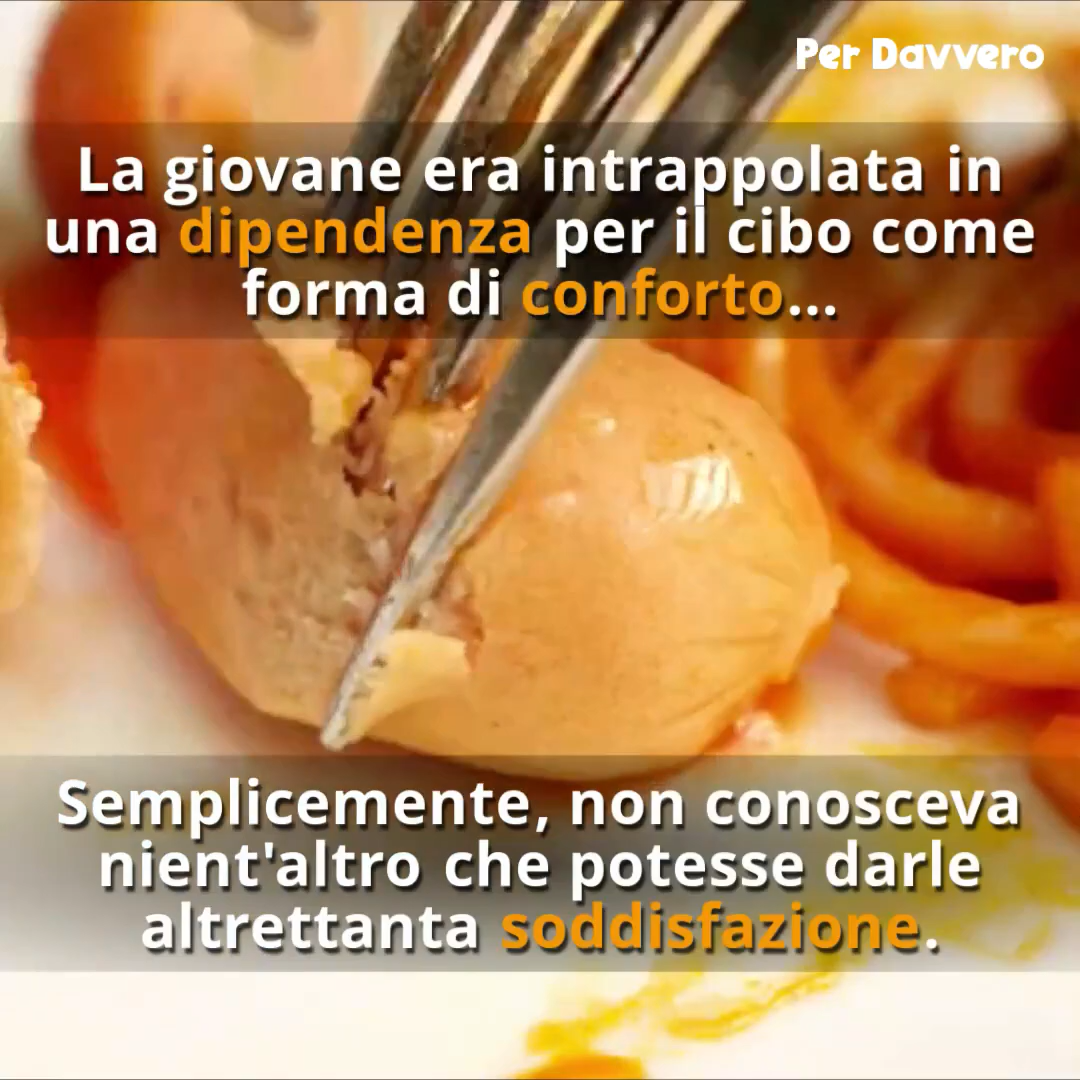 Per Davvero
La giovane era intrappolata in
una dipendenza per il cibo come
forma di conforto...
Semplicemente, non conosceva
nient'altro che potesse darle
altrettanta soddisfazione.